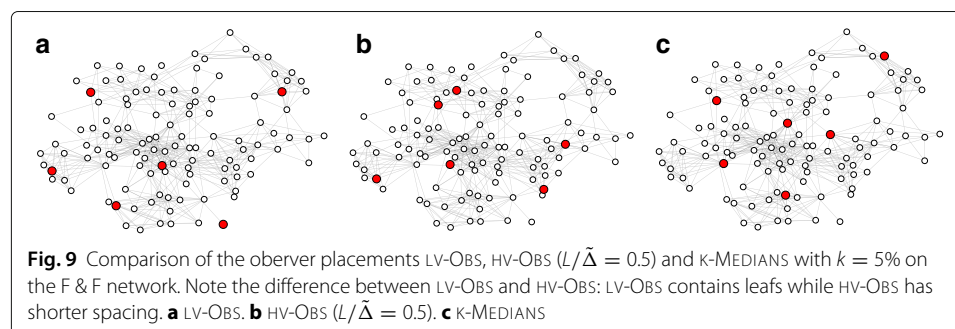 a b c
Fig. 9 Comparison of the oberver placements LV-OBS, HV-OBS (L/Δ̃ = 0.5) and K-MEDIANS with k = 5% on
the F & F network. Note the difference between LV-OBS and HV-OBS: LV-OBS contains leafs while HV-OBS has
shorter spacing. a LV-OBS. b HV-OBS (L/Δ̃ = 0.5). c K-MEDIANS